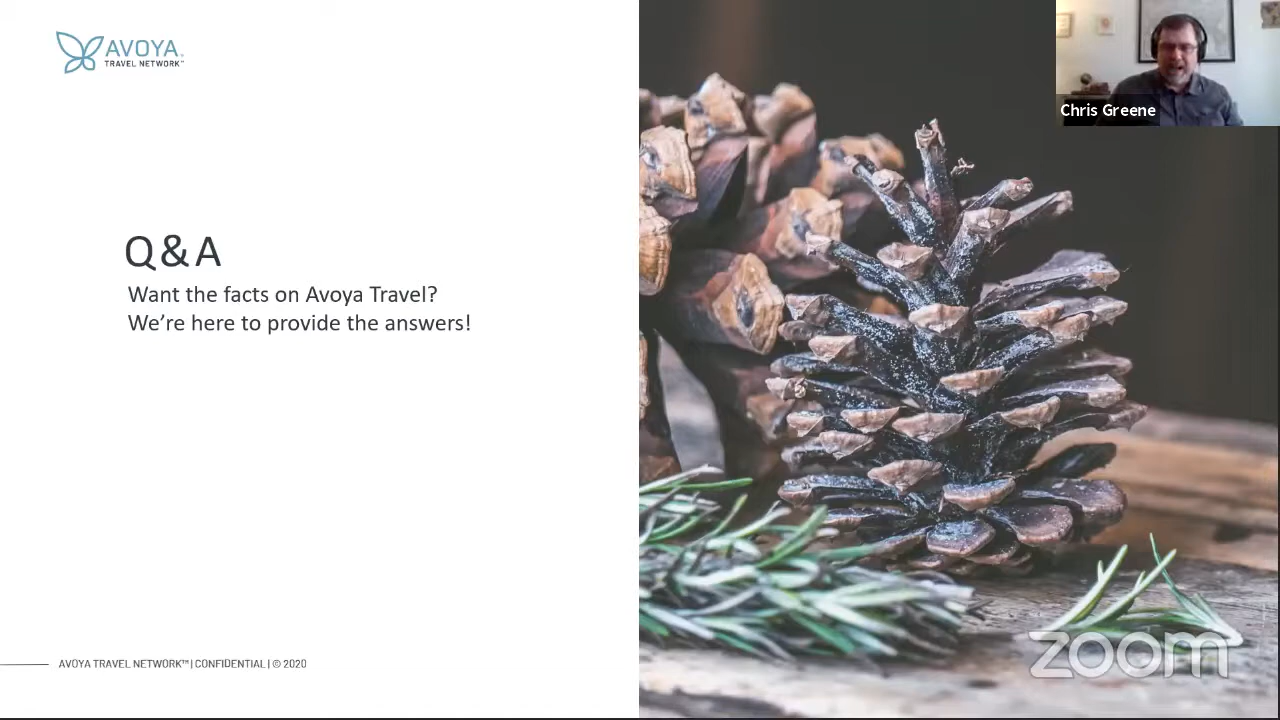 AVOYA
TRAVEL NETWORK™
Chris Greene
Q&A
Want the facts on Avoya Travel?
We’re here to provide the answers!
AVOYA TRAVEL NETWORK™ | CONFIDENTIAL | © 2020
zoom